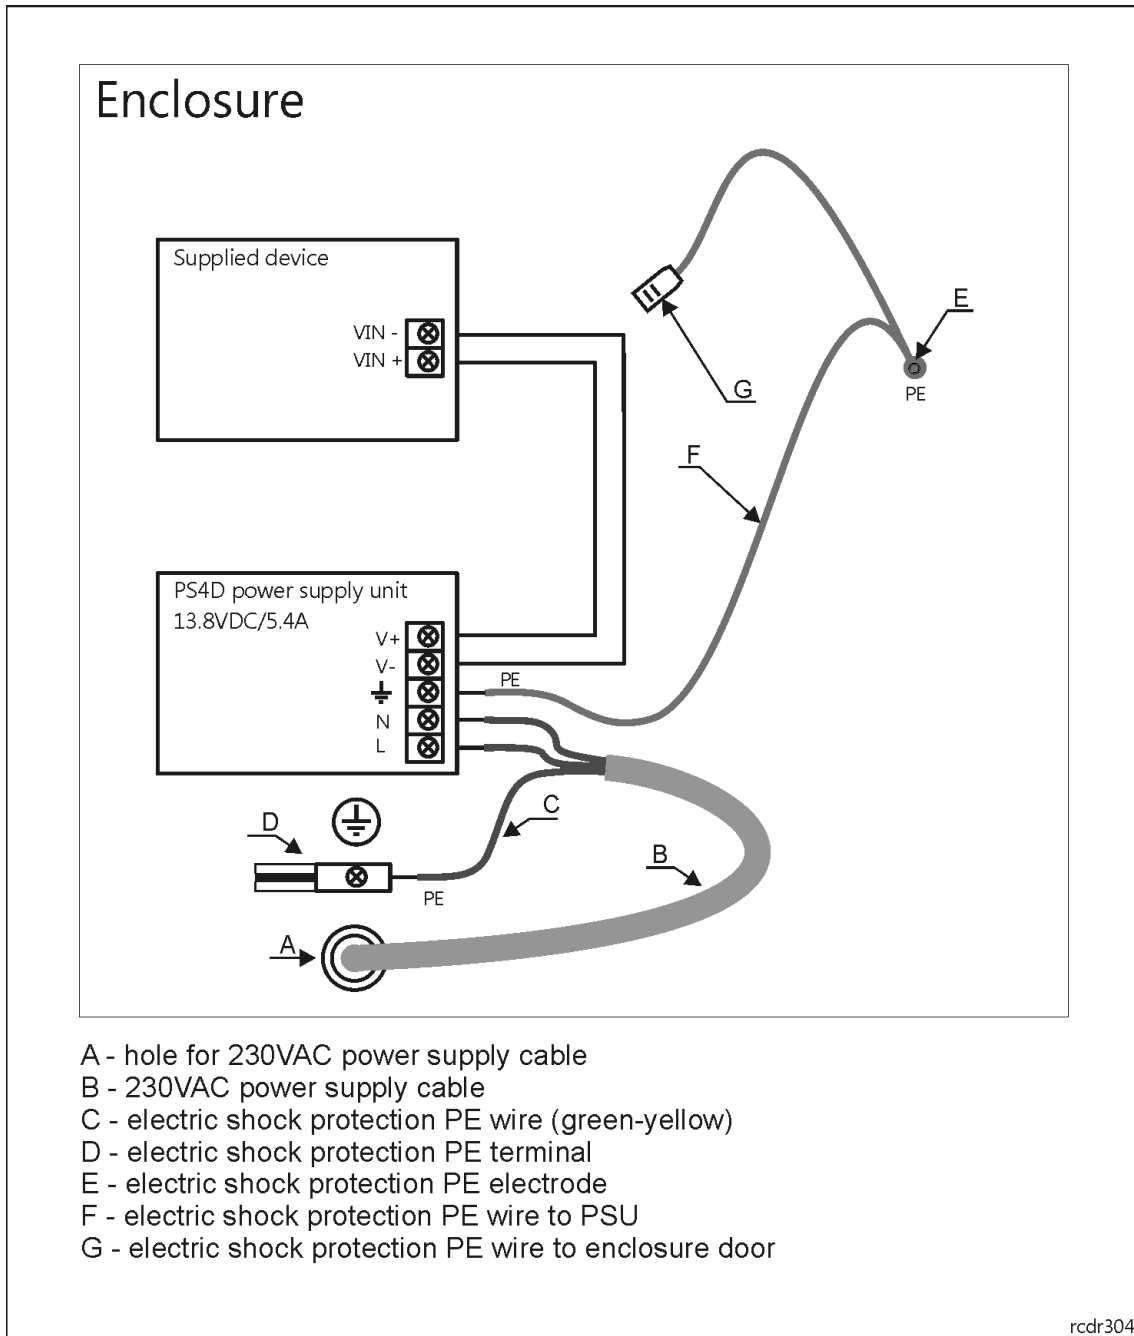 Enclosure
Supplied device
VIN -
VIN +
E
PE
G
F
PS4D power supply unit
13.8VDC/5.4A
V+
V-
PE
N
L
C
D
B
PE
A
A - hole for 230VAC power supply cable
B - 230VAC power supply cable
C - electric shock protection PE wire (green-yellow)
D - electric shock protection PE terminal
E - electric shock protection PE electrode
F - electric shock protection PE wire to PSU
G - electric shock protection PE wire to enclosure door
rcdr304